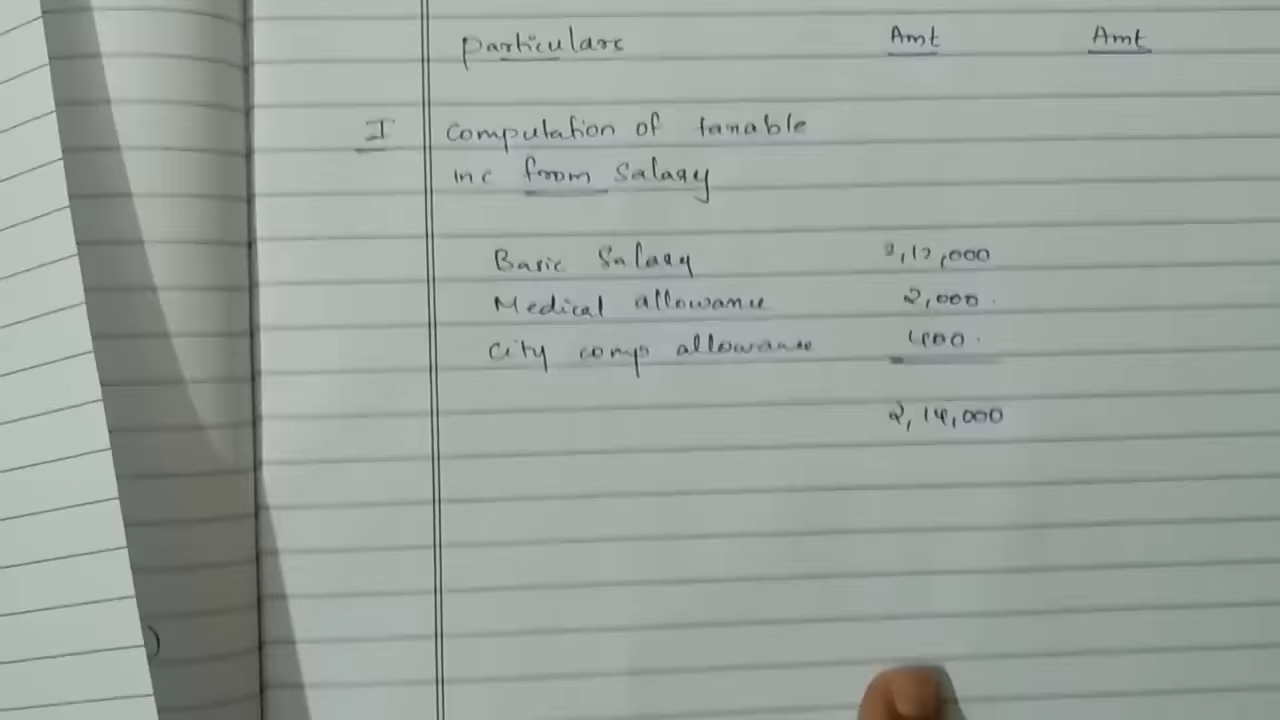 Particulars Amt Amt
I computation of taxable
inc from Salary
Basic Salary 2,12,000
Medical allowance 2,000
City comp allowance
2,14,000